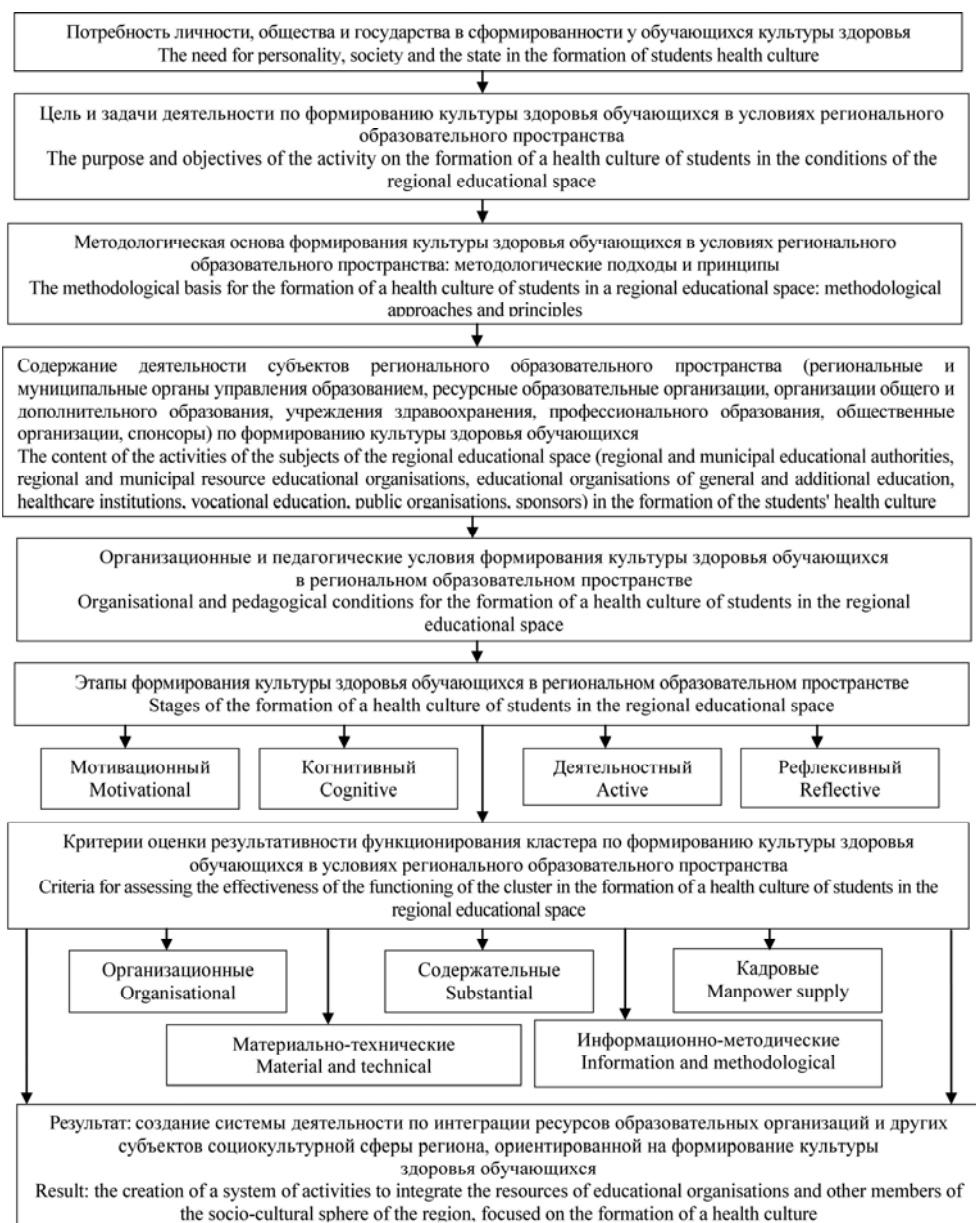 Потребность личности, общества и государства в сформированности у обучающихся культуры здоровья
The need for personality, society and the state in the formation of students health culture
Цель и задачи деятельности по формированию культуры здоровья обучающихся в условиях регионального
образовательного пространства
The purpose and objectives of the activity on the formation of a health culture of students in the conditions of the
regional educational space
Методологическая основа формирования культуры здоровья обучающихся в условиях регионального
образовательного пространства: методологические подходы и принципы
The methodological basis for the formation of a health culture of students in a regional educational space: methodological
approaches and principles
Содержание деятельности субъектов регионального образовательного пространства (региональные и
муниципальные органы управления образованием, ресурсные образовательные организации, организации общего и
дополнительного образования, учреждения здравоохранения, профессионального образования, общественные
организации, спонсоры) по формированию культуры здоровья обучающихся
The content of the activities of the subjects of the regional educational space (regional and municipal educational authorities,
regional and municipal resource educational organisations, educational organisations of general and additional education,
healthcare institutions, vocational education, public organisations, sponsors) in the formation of the students' health culture
Организационные и педагогические условия формирования культуры здоровья обучающихся
в региональном образовательном пространстве
Organisational and pedagogical conditions for the formation of a health culture of students in the regional
educational space
Этапы формирования культуры здоровья обучающихся в региональном образовательном пространстве
Stages of the formation of a health culture of students in the regional educational space
Мотивационный
Motivational
Когнитивный
Cognitive
Деятельностный
Active
Рефлексивный
Reflective
Критерии оценки результативности функционирования кластера по формированию культуры здоровья
обучающихся в условиях регионального образовательного пространства
Criteria for assessing the effectiveness of the functioning of the cluster in the formation of a health culture of students in the
regional educational space
Организационные
Organisational
Содержательные
Substantial
Кадровые
Manpower supply
Материально-технические
Material and technical
Информационно-методические
Information and methodological
Результат: создание системы деятельности по интеграции ресурсов образовательных организаций и других
субъектов социокультурной сферы региона, ориентированной на формирование культуры
здоровья обучающихся
Result: the creation of a system of activities to integrate the resources of educational organisations and other members of
the socio-cultural sphere of the region, focused on the formation of a health culture